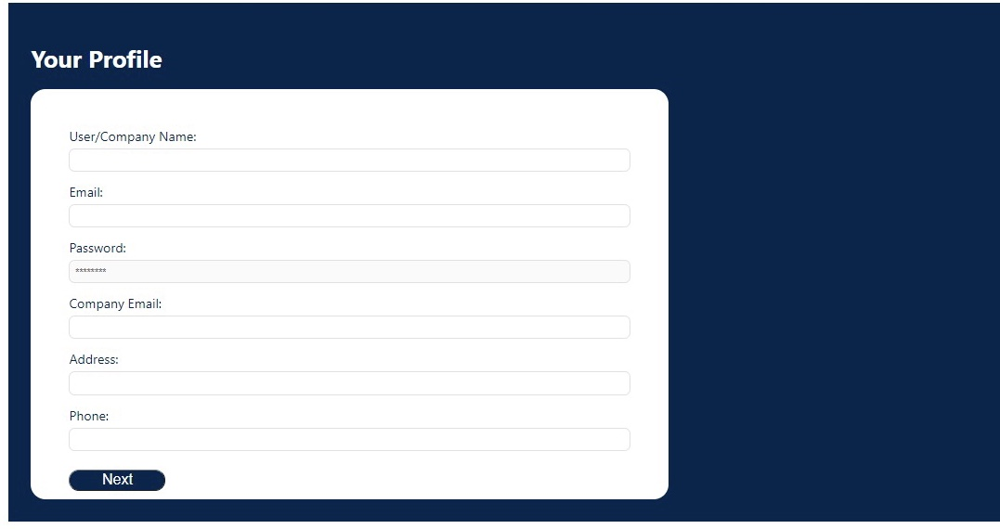 Your Profile
User/Company Name:
Email:
Password:
********
Company Email:
Address:
Phone:
Next